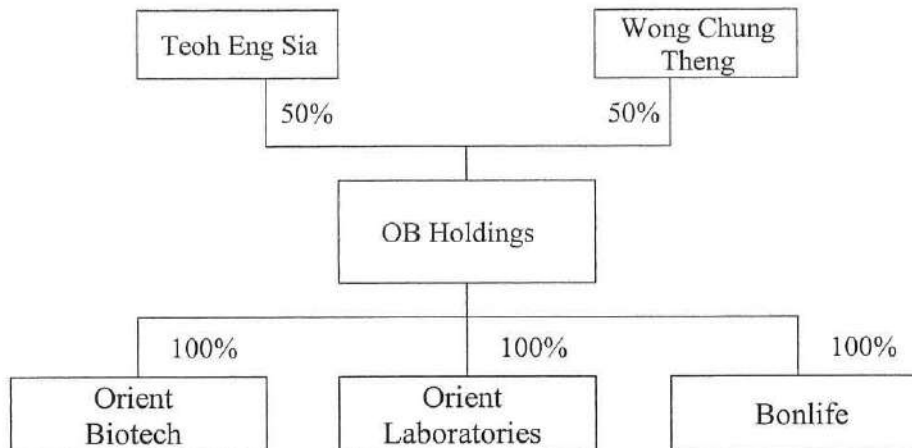 Teoh Eng Sia
Wong Chung
Theng
50%
50%
OB Holdings
100%
100%
100%
Orient
Biotech
Orient
Laboratories
Bonlife